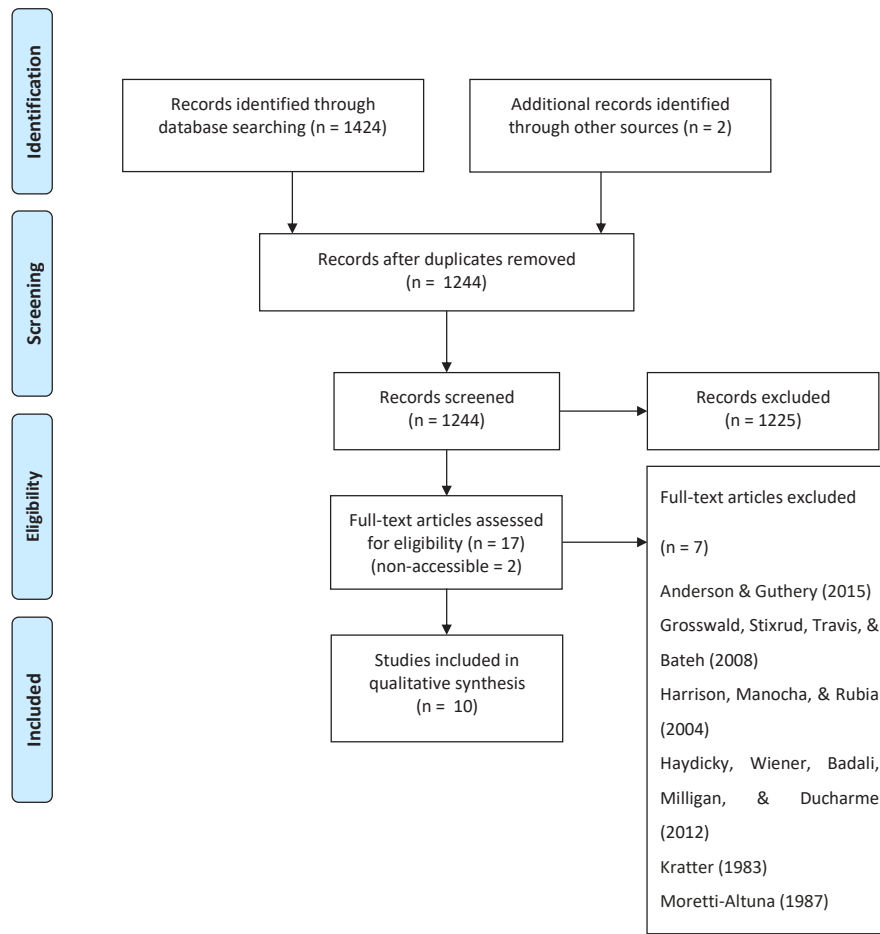 Identification
Records identified through
database searching (n = 1424)
Additional records identified
through other sources (n = 2)
Screening
Records after duplicates removed
(n = 1244)
Records screened
(n = 1244)
Records excluded
(n = 1225)
Eligibility
Full-text articles assessed
for eligibility (n = 17)
(non-accessible = 2)
Full-text articles excluded
(n = 7)
Anderson & Guthery (2015)
Grosswald, Stixrud, Travis, &
Bateh (2008)
Harrison, Manocha, & Rubia
(2004)
Haydicky, Wiener, Badali,
Milligan, & Ducharme
(2012)
Kratter (1983)
Moretti-Altuna (1987)
Included
Studies included in
qualitative synthesis
(n = 10)